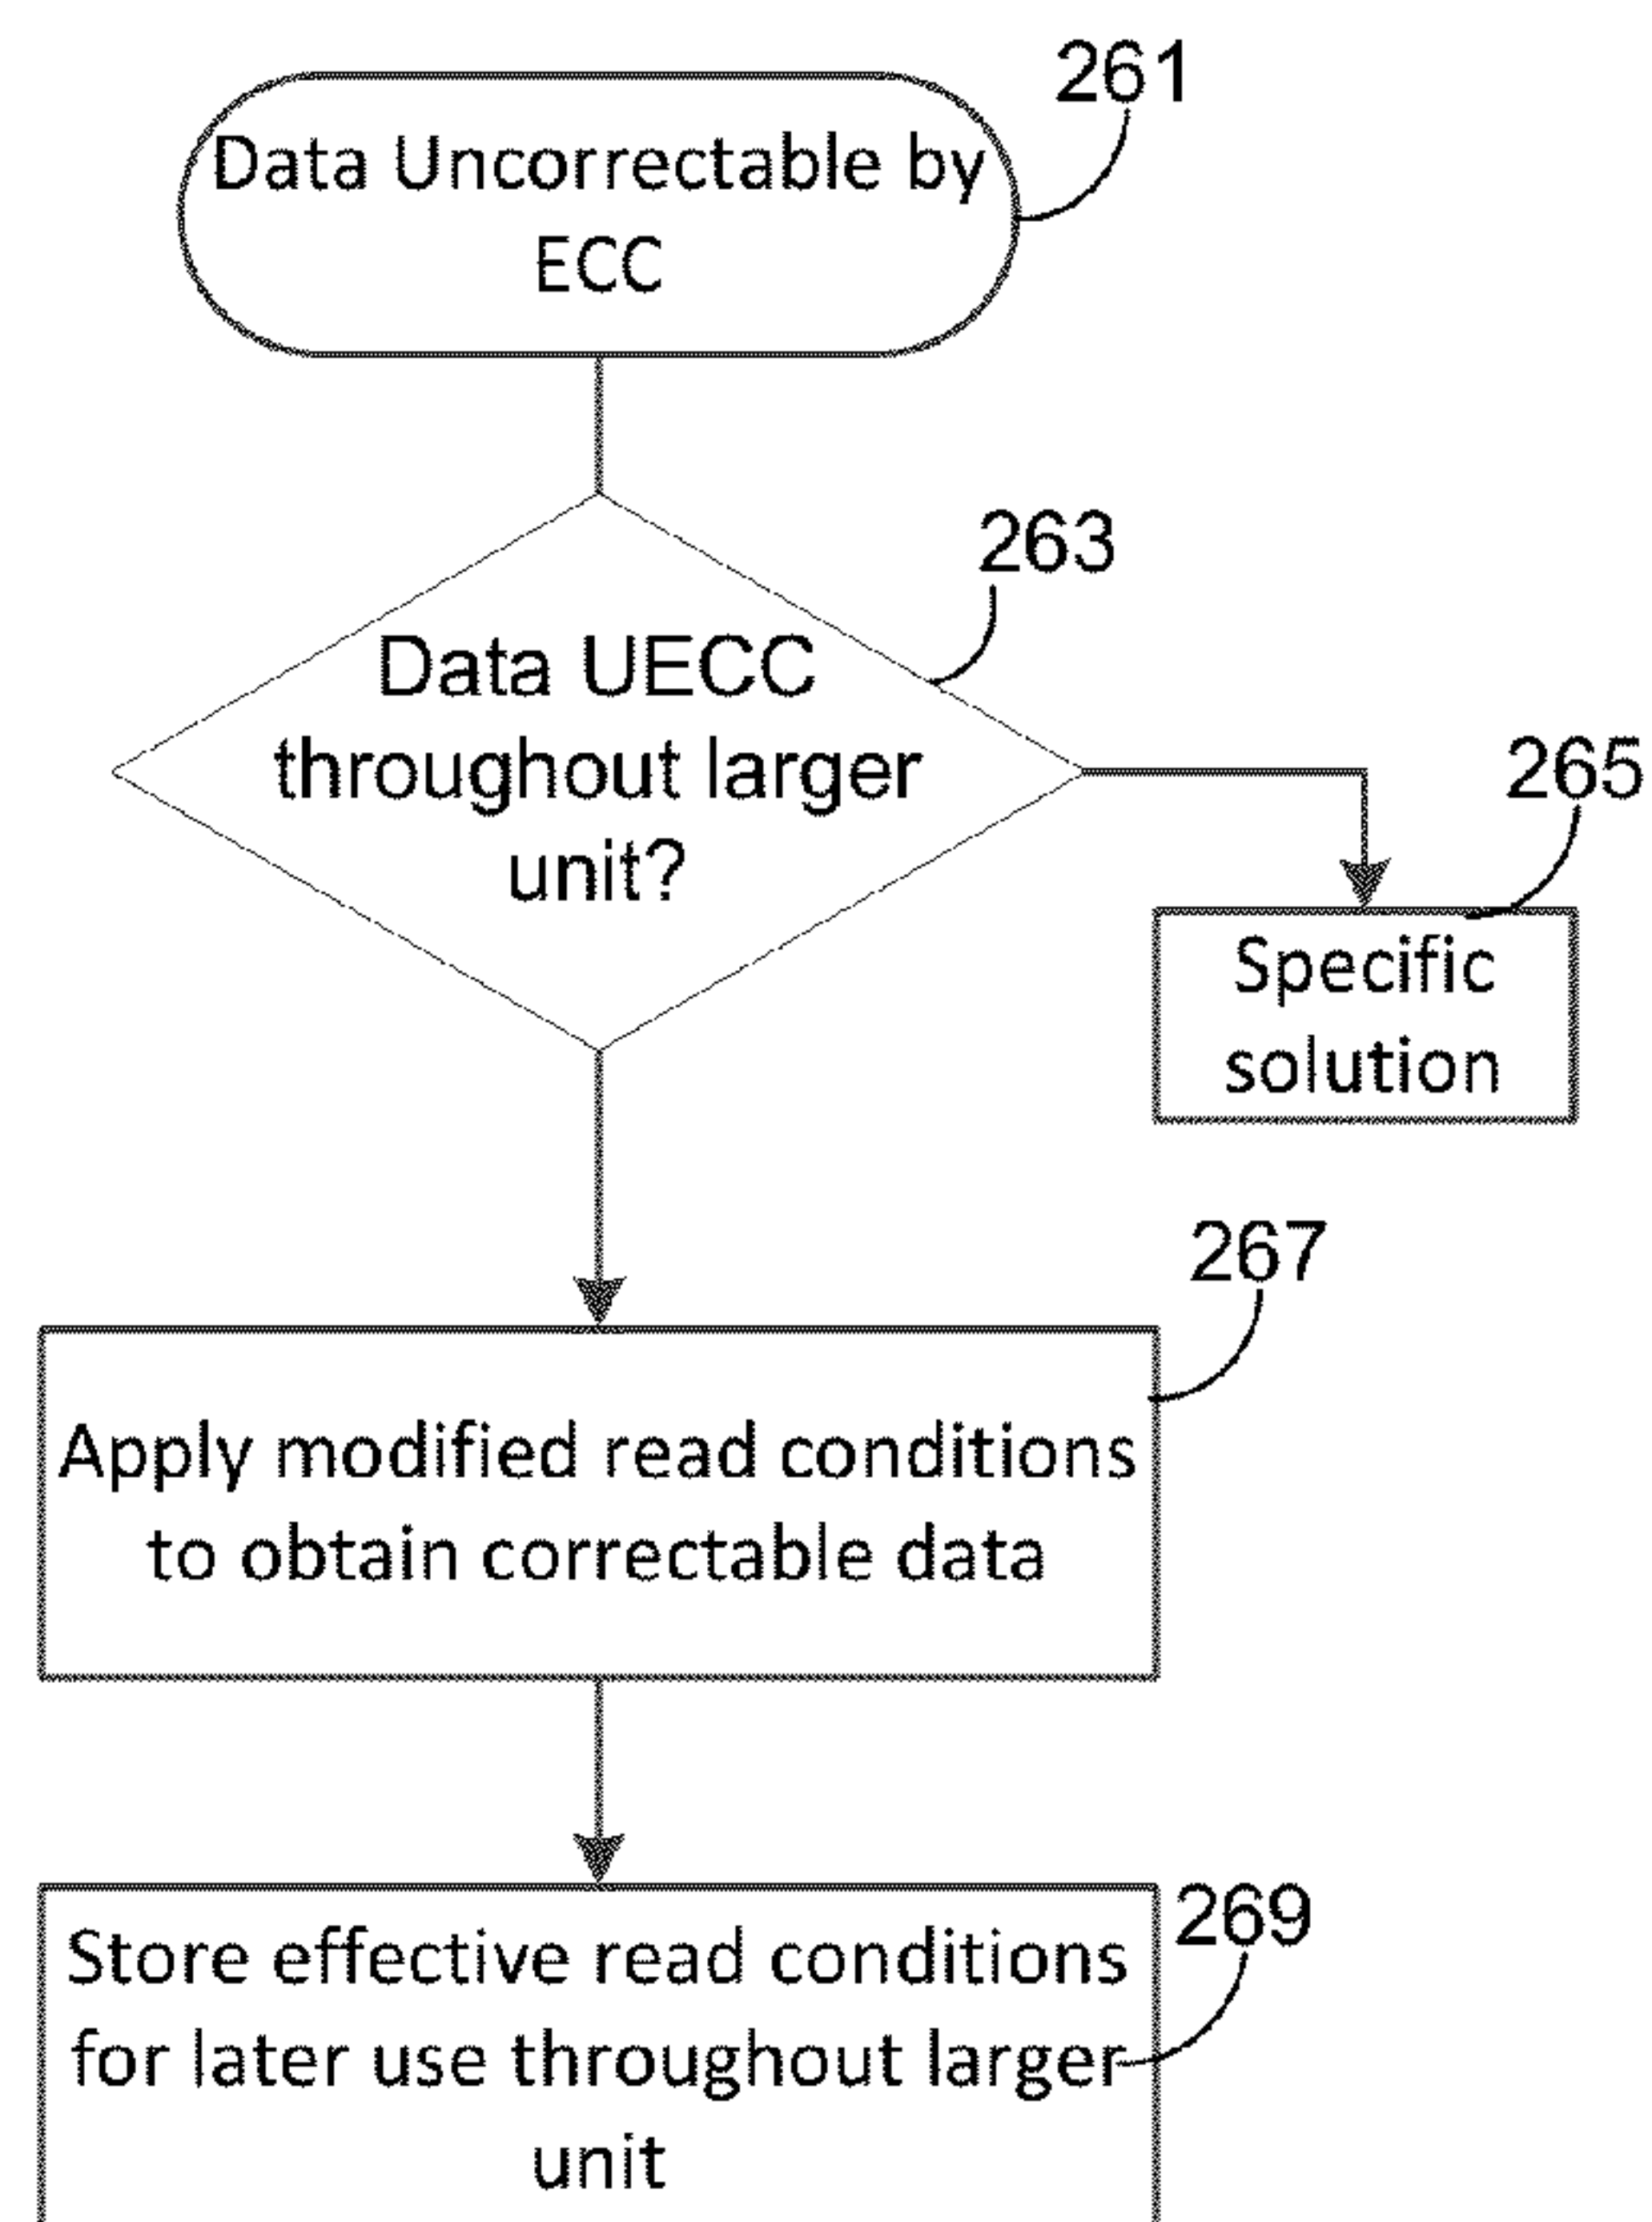 261
Data Uncorrectable by
ECC
263
Data UECC
throughout larger
unit?
265
Specific
solution
267
Apply modified read conditions
to obtain correctable data
269
Store effective read conditions
for later use throughout larger
unit